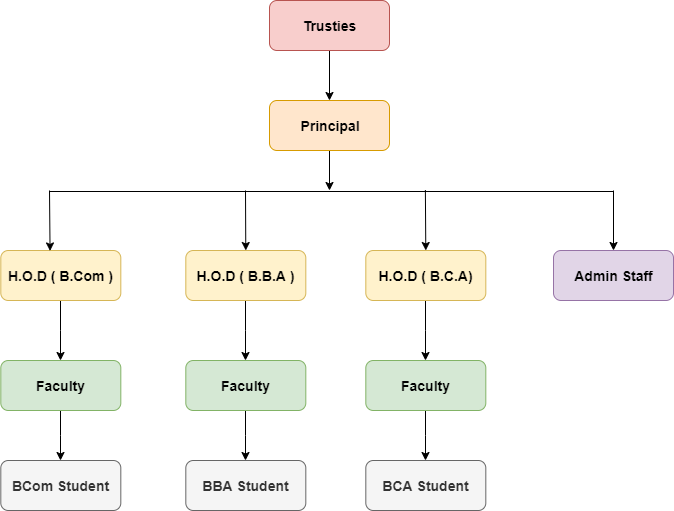 Trusties
Principal
H.O.D ( B.Com )
H.O.D ( B.B.A )
H.O.D ( B.C.A)
Admin Staff
Faculty
Faculty
Faculty
BCom Student
BBA Student
BCA Student